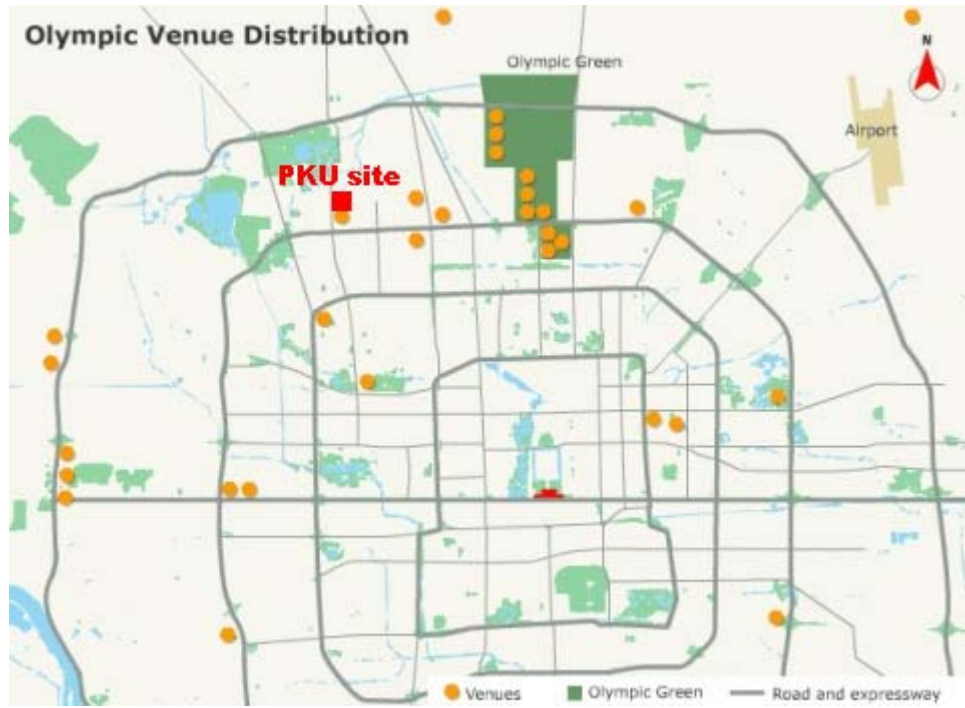 Olympic Venue Distribution
Olympic Green
N
Airport
PKU site
Venues
Olympic Green
Road and expressway